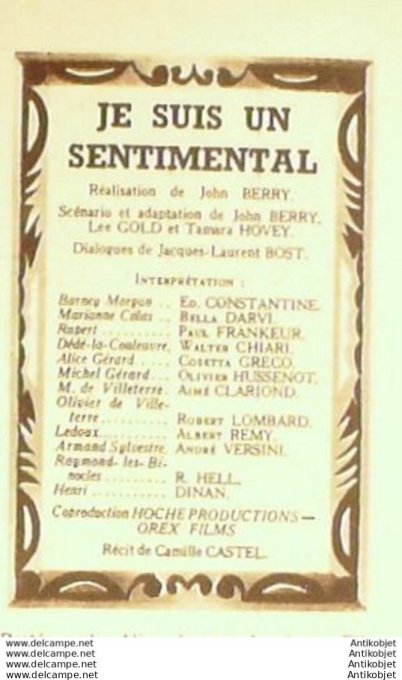 JE SUIS UN
SENTIMENTAL
Réalisation de John BERRY.
Scénario et adaptation de John BERRY,
Lee GOLD et Tamara HOVEY.
Dialogues de Jacques-Laurent BOST.
INTERPRÉTATION :
Barney Morgan .. ED. CONSTANTINE.
Marianne Colas .. BELLA DARVI.
Rupert .......... PAUL FRANKEUR.
Dédé-la-Couleuvre, WALTER CHIARI.
Alice Gérard .... COSETTA GRECO.
Michel Gérard... OLIVIER HUSSENOT.
M. de Villeterre. AIMÉ CLARIOND.
Olivier de Ville-
terre.......... ROBERT LOMBARD.
Ledoux.......... ALBERT REMY.
Armand Sylvestre, ANDRÉ VERSINI.
Raymond-les-Bi-
nocles .......... R. HELL.
Henri .......... DINAN.
Coproduction HOCHE PRODUCTIONS —
OREX FILMS
Récit de Camille CASTEL.
www.delcampe.net Antikobjet
www.delcampe.net Antikobjet
www.delcampe.net Antikobjet